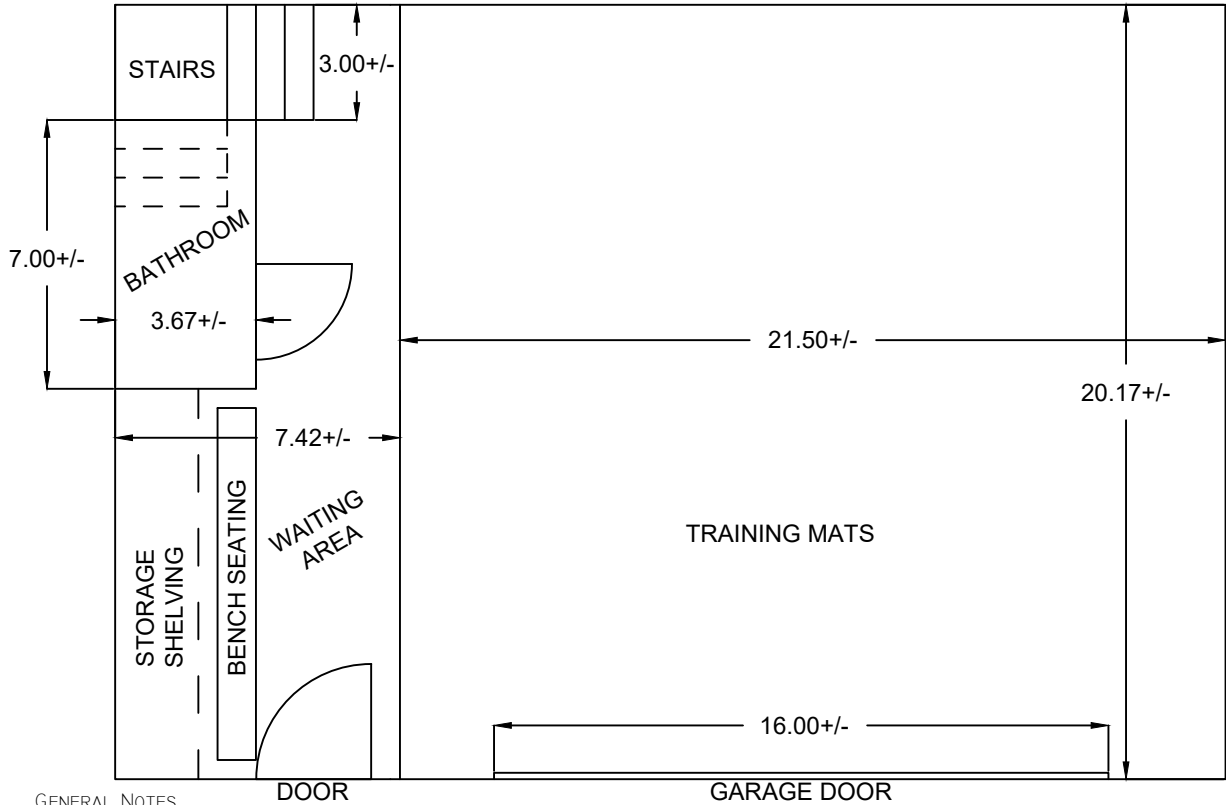 STAIRS
3.00+/-
7.00+/-
BATHROOM
3.67+/-
21.50+/-
20.17+/-
7.42+/-
WAITING
AREA
TRAINING MATS
STORAGE
SHELVING
BENCH SEATING
16.00+/-
DOOR
GARAGE DOOR
GENERAL NOTES